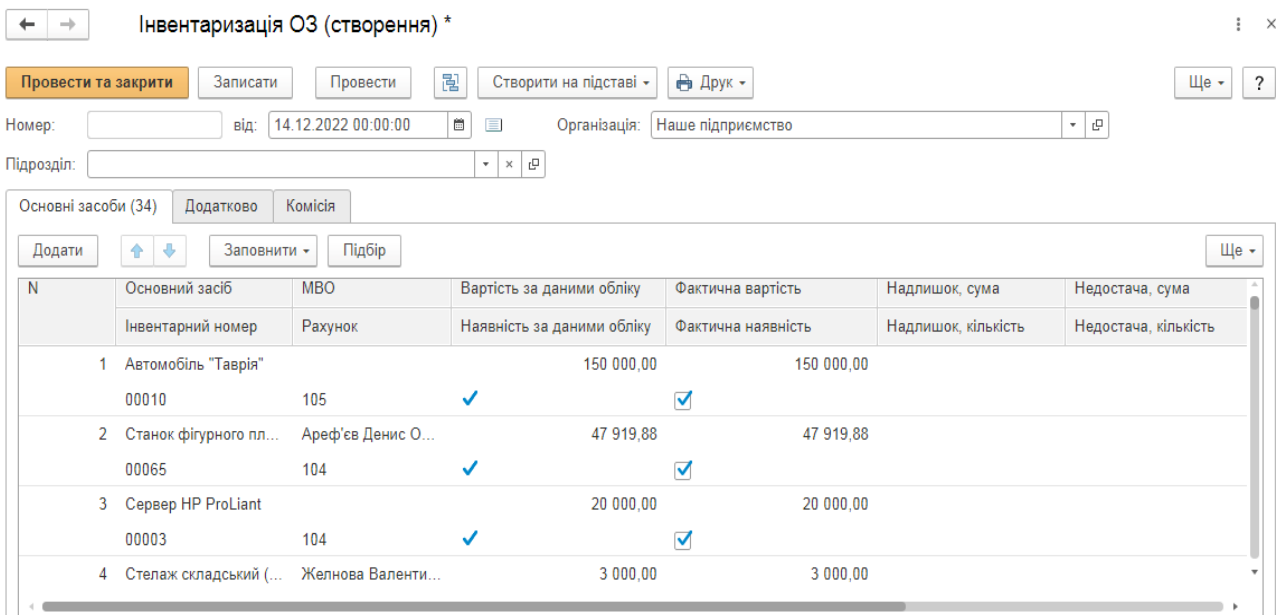 Інвентаризація ОЗ (створення) *
Провести та закрити Записати Провести Створити на підставі Друк Ще ?
Номер: від: 14.12.2022 00:00:00 Організація: Наше підприємство
Підрозділ:
Основні засоби (34) Додатково Комісія
Додати Заповнити Підбір Ще
N Основний засіб МВО Вартість за даними обліку Фактична вартість Надлишок, сума Недостача, сума
Інвентарний номер Рахунок Наявність за даними обліку Фактична наявність Надлишок, кількість Недостача, кількість
1 Автомобіль "Таврія" 150 000,00 150 000,00
00010 105
2 Станок фігурного пл... Ареф'єв Денис О... 47 919,88 47 919,88
00065 104
3 Сервер HP ProLiant 20 000,00 20 000,00
00003 104
4 Стелаж складський (... Желнова Валенти... 3 000,00 3 000,00